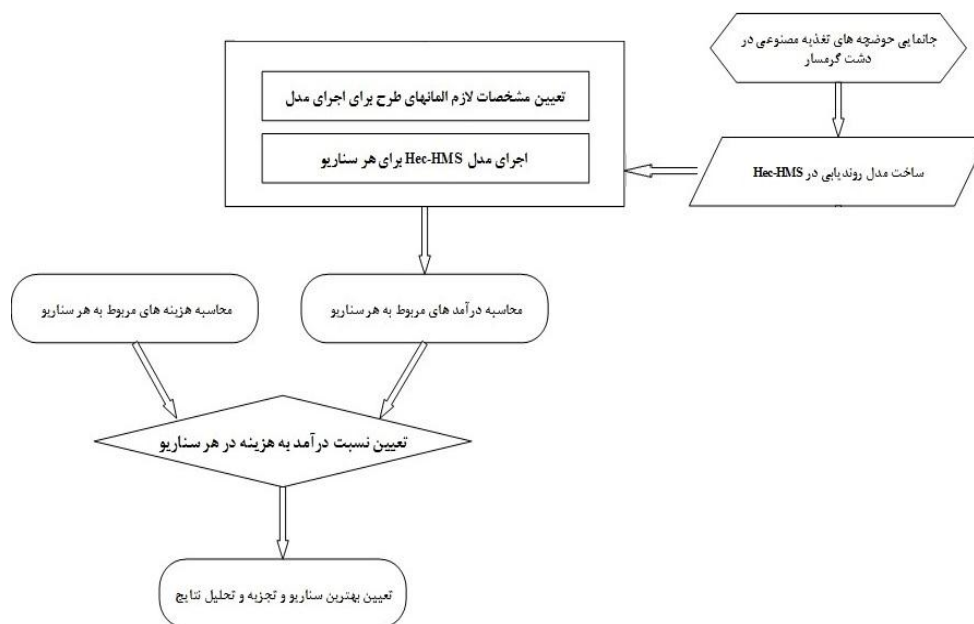 جانمایی حوضچه های تغذیه مصنوعی در
دشت گرمسار
ساخت مدل روندیابی در Hec-HMS
تعیین مشخصات لازم المانهای طرح برای اجرای مدل
اجرای مدل Hec-HMS برای هر سناریو
محاسبه درآمد های مربوط به هر سناریو
محاسبه هزینه های مربوط به هر سناریو
تعیین نسبت درآمد به هزینه در هر سناریو
تعیین بهترین سناریو و تجزیه و تحلیل نتایج